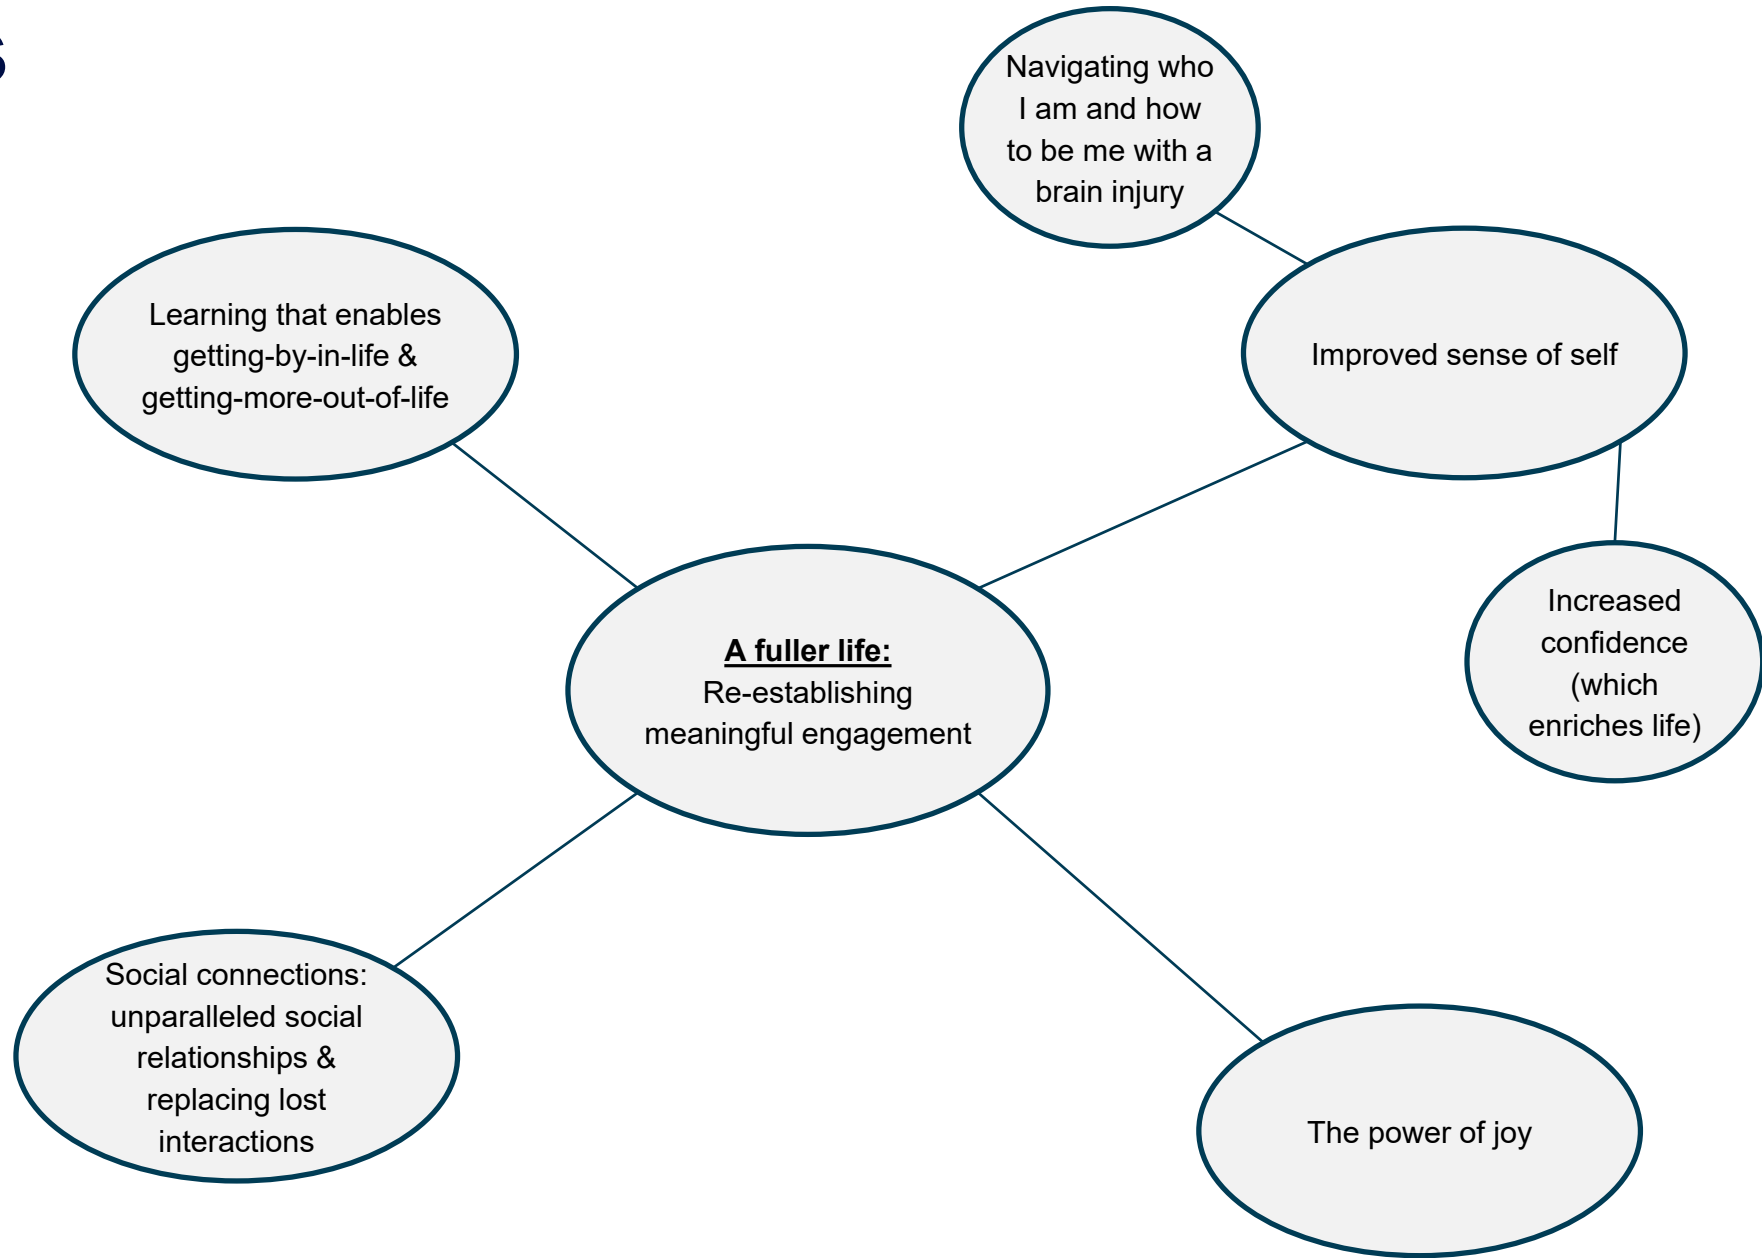 s
Navigating who
I am and how
to be me with a
brain injury
Learning that enables
getting-by-in-life &
getting-more-out-of-life
Improved sense of self
Increased
confidence
(which
enriches life)
A fuller life:
Re-establishing
meaningful engagement
Social connections:
unparalleled social
relationships &
replacing lost
interactions
The power of joy